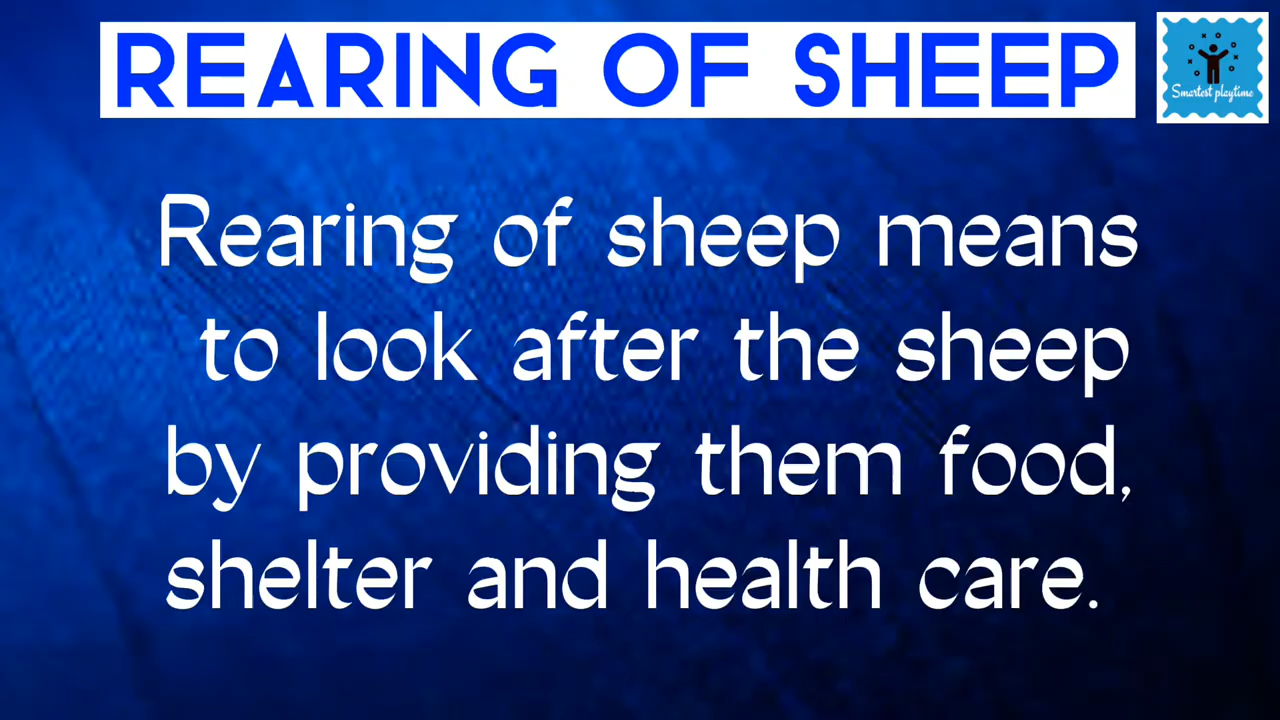 REARING OF SHEEP
Smartest playtime
Rearing of sheep means
to look after the sheep
by providing them food,
shelter and health care.